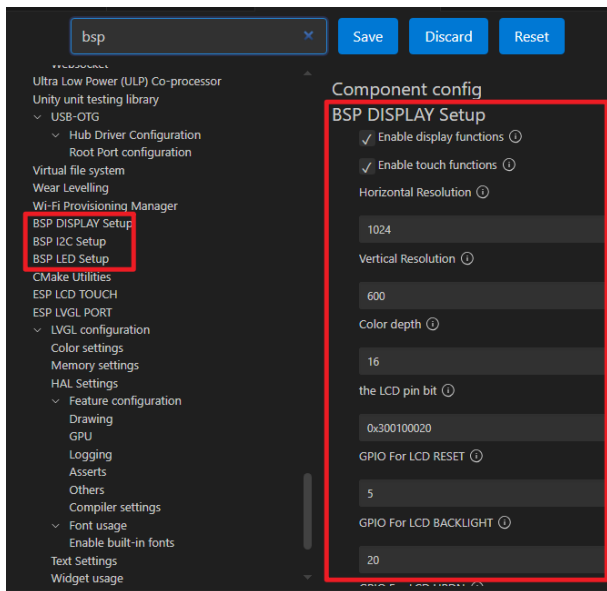 bsp
Save
Discard
Reset
Websocket
Ultra Low Power (ULP) Co-processor
Unity unit testing library
USB-OTG
Hub Driver Configuration
Root Port configuration
Virtual file system
Wear Levelling
Wi-Fi Provisioning Manager
BSP DISPLAY Setup
BSP I2C Setup
BSP LED Setup
CMake Utilities
ESP LCD TOUCH
ESP LVGL PORT
LVGL configuration
Color settings
Memory settings
HAL Settings
Feature configuration
Drawing
GPU
Logging
Asserts
Others
Compiler settings
Font usage
Enable built-in fonts
Text Settings
Widget usage
Component config
BSP DISPLAY Setup
Enable display functions
Enable touch functions
Horizontal Resolution
1024
Vertical Resolution
600
Color depth
16
the LCD pin bit
0x300100020
GPIO For LCD RESET
5
GPIO For LCD BACKLIGHT
20